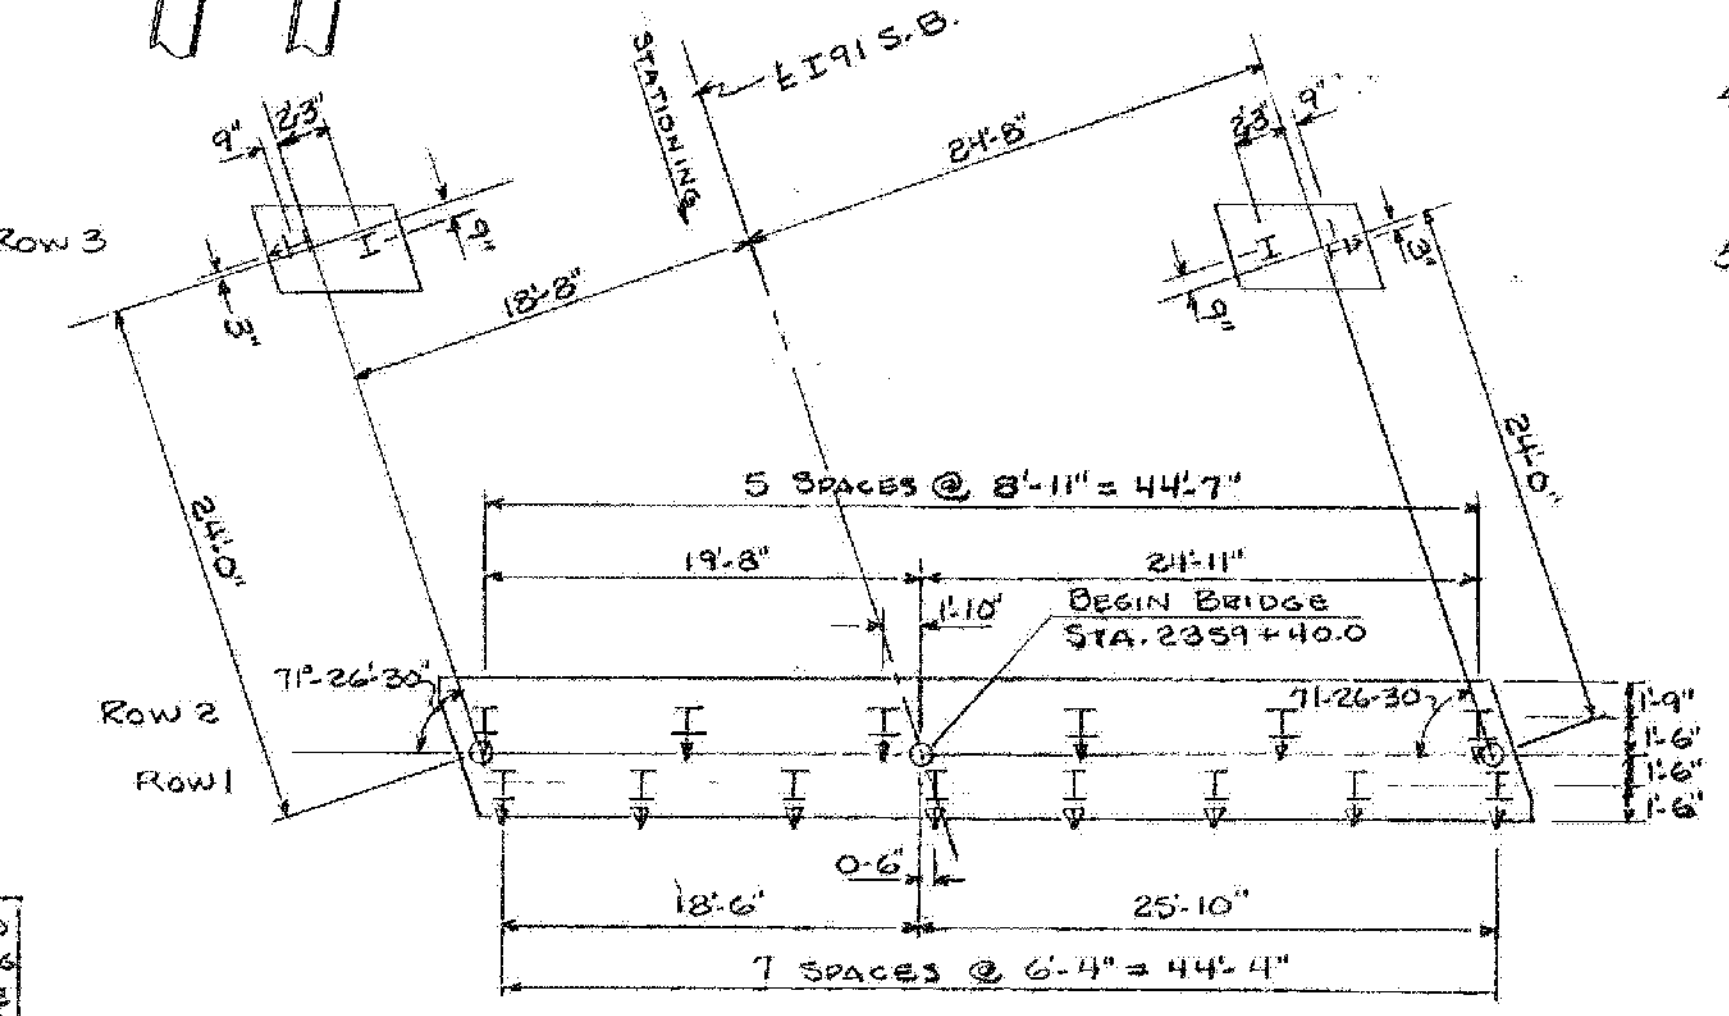 ℄ I 91 S.B.
STATIONING
9"
2'-3"
24'-8"
2'-3"
9"
Row 3
9"
3"
18'-8"
3"
9"
24'-0"
24'-0"
5 SPACES @ 8'-11" = 44'-7"
19'-8"
24'-11"
1'-10"
BEGIN BRIDGE
STA. 2359+40.0
71°-26'-30"
71-26-30
Row 2
1'-9"
1'-6"
Row 1
1'-6"
1'-6"
0-6"
18'-6"
25'-10"
7 SPACES @ 6'-4" = 44'-4"